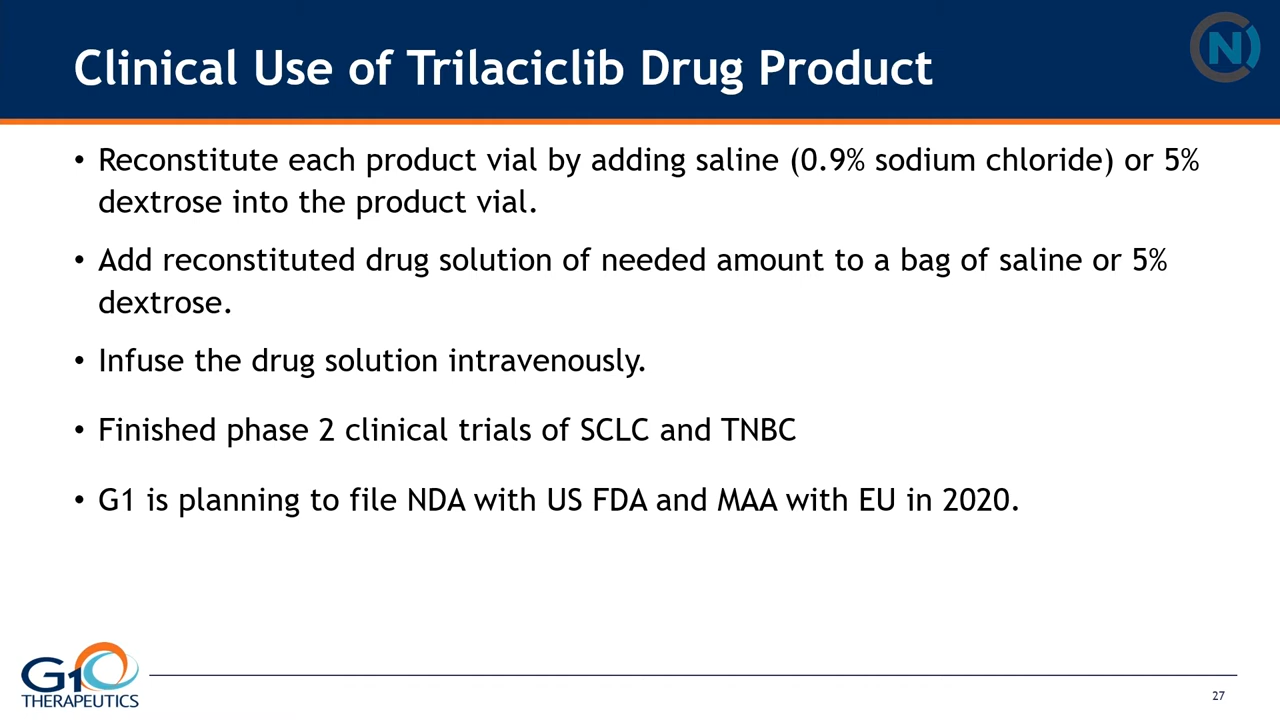 Clinical Use of Trilaciclib Drug Product
N
• Reconstitute each product vial by adding saline (0.9% sodium chloride) or 5%
dextrose into the product vial.
• Add reconstituted drug solution of needed amount to a bag of saline or 5%
dextrose.
• Infuse the drug solution intravenously.
• Finished phase 2 clinical trials of SCLC and TNBC
• G1 is planning to file NDA with US FDA and MAA with EU in 2020.
G1
THERAPEUTICS
27